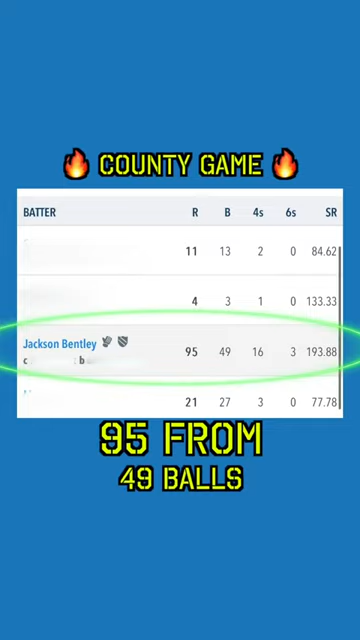 🔥 COUNTY GAME 🔥
BATTER R B 4s 6s SR
11 13 2 0 84.62
4 3 1 0 133.33
Jackson Bentley 95 49 16 3 193.88
c b
21 27 3 0 77.78
95 FROM
49 BALLS